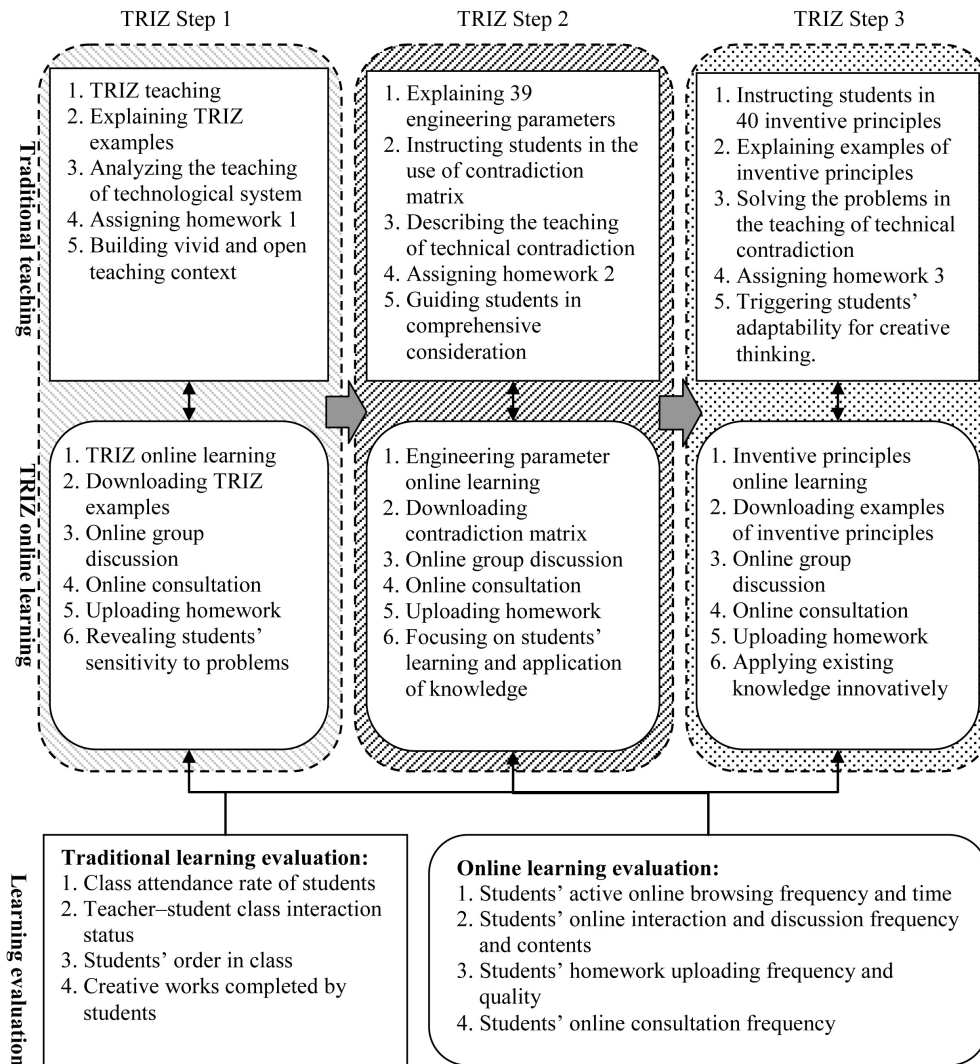 TRIZ Step 1
TRIZ Step 2
TRIZ Step 3
Traditional teaching
1. TRIZ teaching
2. Explaining TRIZ
examples
3. Analyzing the teaching
of technological system
4. Assigning homework 1
5. Building vivid and open
teaching context
1. Explaining 39
engineering parameters
2. Instructing students in the
use of contradiction
matrix
3. Describing the teaching
of technical contradiction
4. Assigning homework 2
5. Guiding students in
comprehensive
consideration
1. Instructing students in
40 inventive principles
2. Explaining examples of
inventive principles
3. Solving the problems in
the teaching of technical
contradiction
4. Assigning homework 3
5. Triggering students’
adaptability for creative
thinking.
TRIZ online learning
1. TRIZ online learning
2. Downloading TRIZ
examples
3. Online group
discussion
4. Online consultation
5. Uploading homework
6. Revealing students’
sensitivity to problems
1. Engineering parameter
online learning
2. Downloading
contradiction matrix
3. Online group discussion
4. Online consultation
5. Uploading homework
6. Focusing on students’
learning and application
of knowledge
1. Inventive principles
online learning
2. Downloading examples
of inventive principles
3. Online group
discussion
4. Online consultation
5. Uploading homework
6. Applying existing
knowledge innovatively
Learning evaluation
Traditional learning evaluation:
1. Class attendance rate of students
2. Teacher–student class interaction
status
3. Students’ order in class
4. Creative works completed by
students
Online learning evaluation:
1. Students’ active online browsing frequency and time
2. Students’ online interaction and discussion frequency
and contents
3. Students’ homework uploading frequency and
quality
4. Students’ online consultation frequency